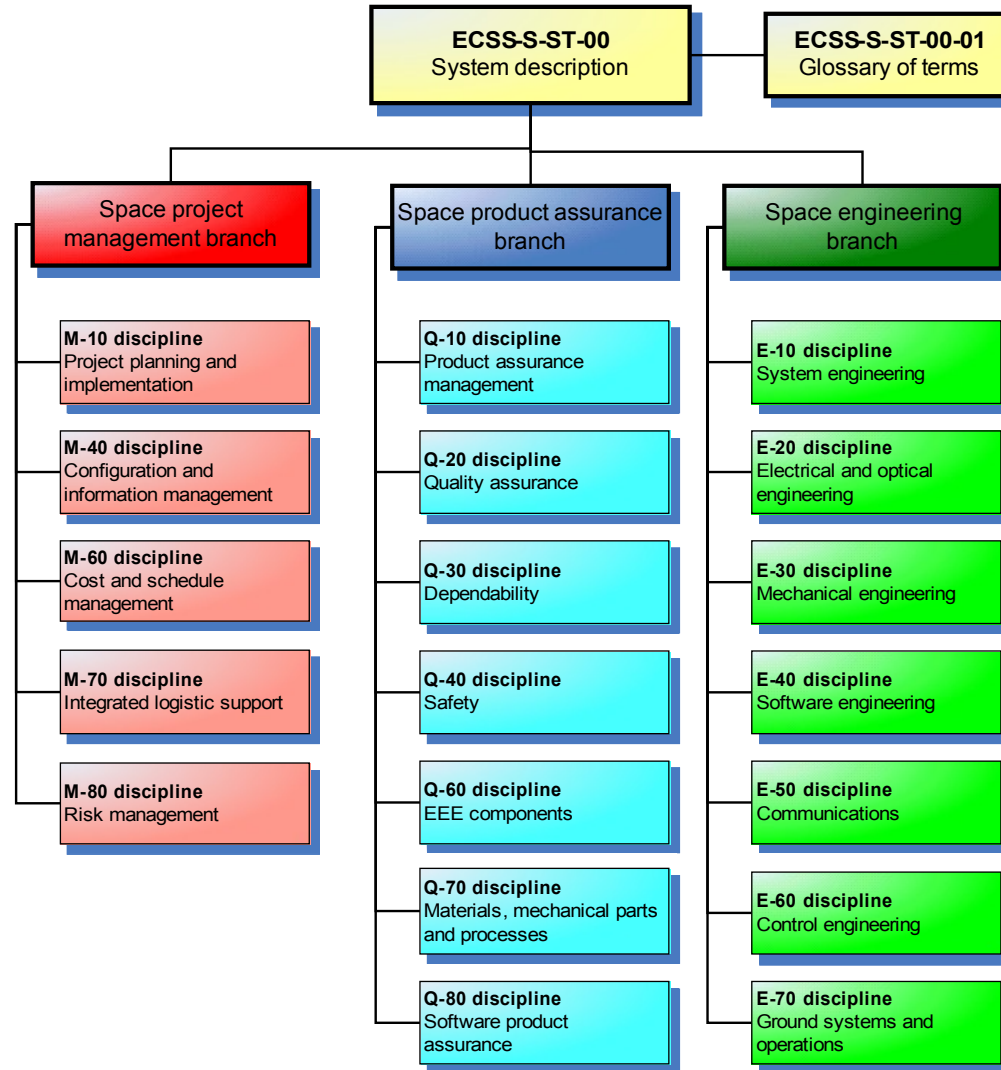 ECSS-S-ST-00
System description
ECSS-S-ST-00-01
Glossary of terms
Space project
management branch
Space product assurance
branch
Space engineering
branch
M-10 discipline
Project planning and
implementation
M-40 discipline
Configuration and
information management
M-60 discipline
Cost and schedule
management
M-70 discipline
Integrated logistic support
M-80 discipline
Risk management
Q-10 discipline
Product assurance
management
Q-20 discipline
Quality assurance
Q-30 discipline
Dependability
Q-40 discipline
Safety
Q-60 discipline
EEE components
Q-70 discipline
Materials, mechanical parts
and processes
Q-80 discipline
Software product
assurance
E-10 discipline
System engineering
E-20 discipline
Electrical and optical
engineering
E-30 discipline
Mechanical engineering
E-40 discipline
Software engineering
E-50 discipline
Communications
E-60 discipline
Control engineering
E-70 discipline
Ground systems and
operations